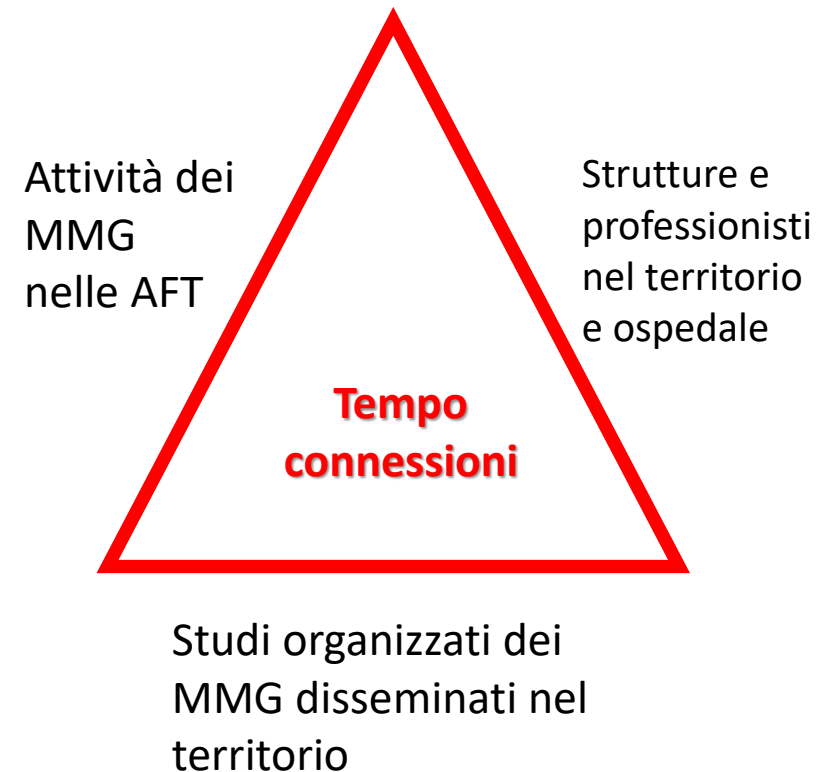 Attività dei
MMG
nelle AFT
Strutture e
professionisti
nel territorio
e ospedale
Tempo
connessioni
Studi organizzati dei
MMG disseminati nel
territorio